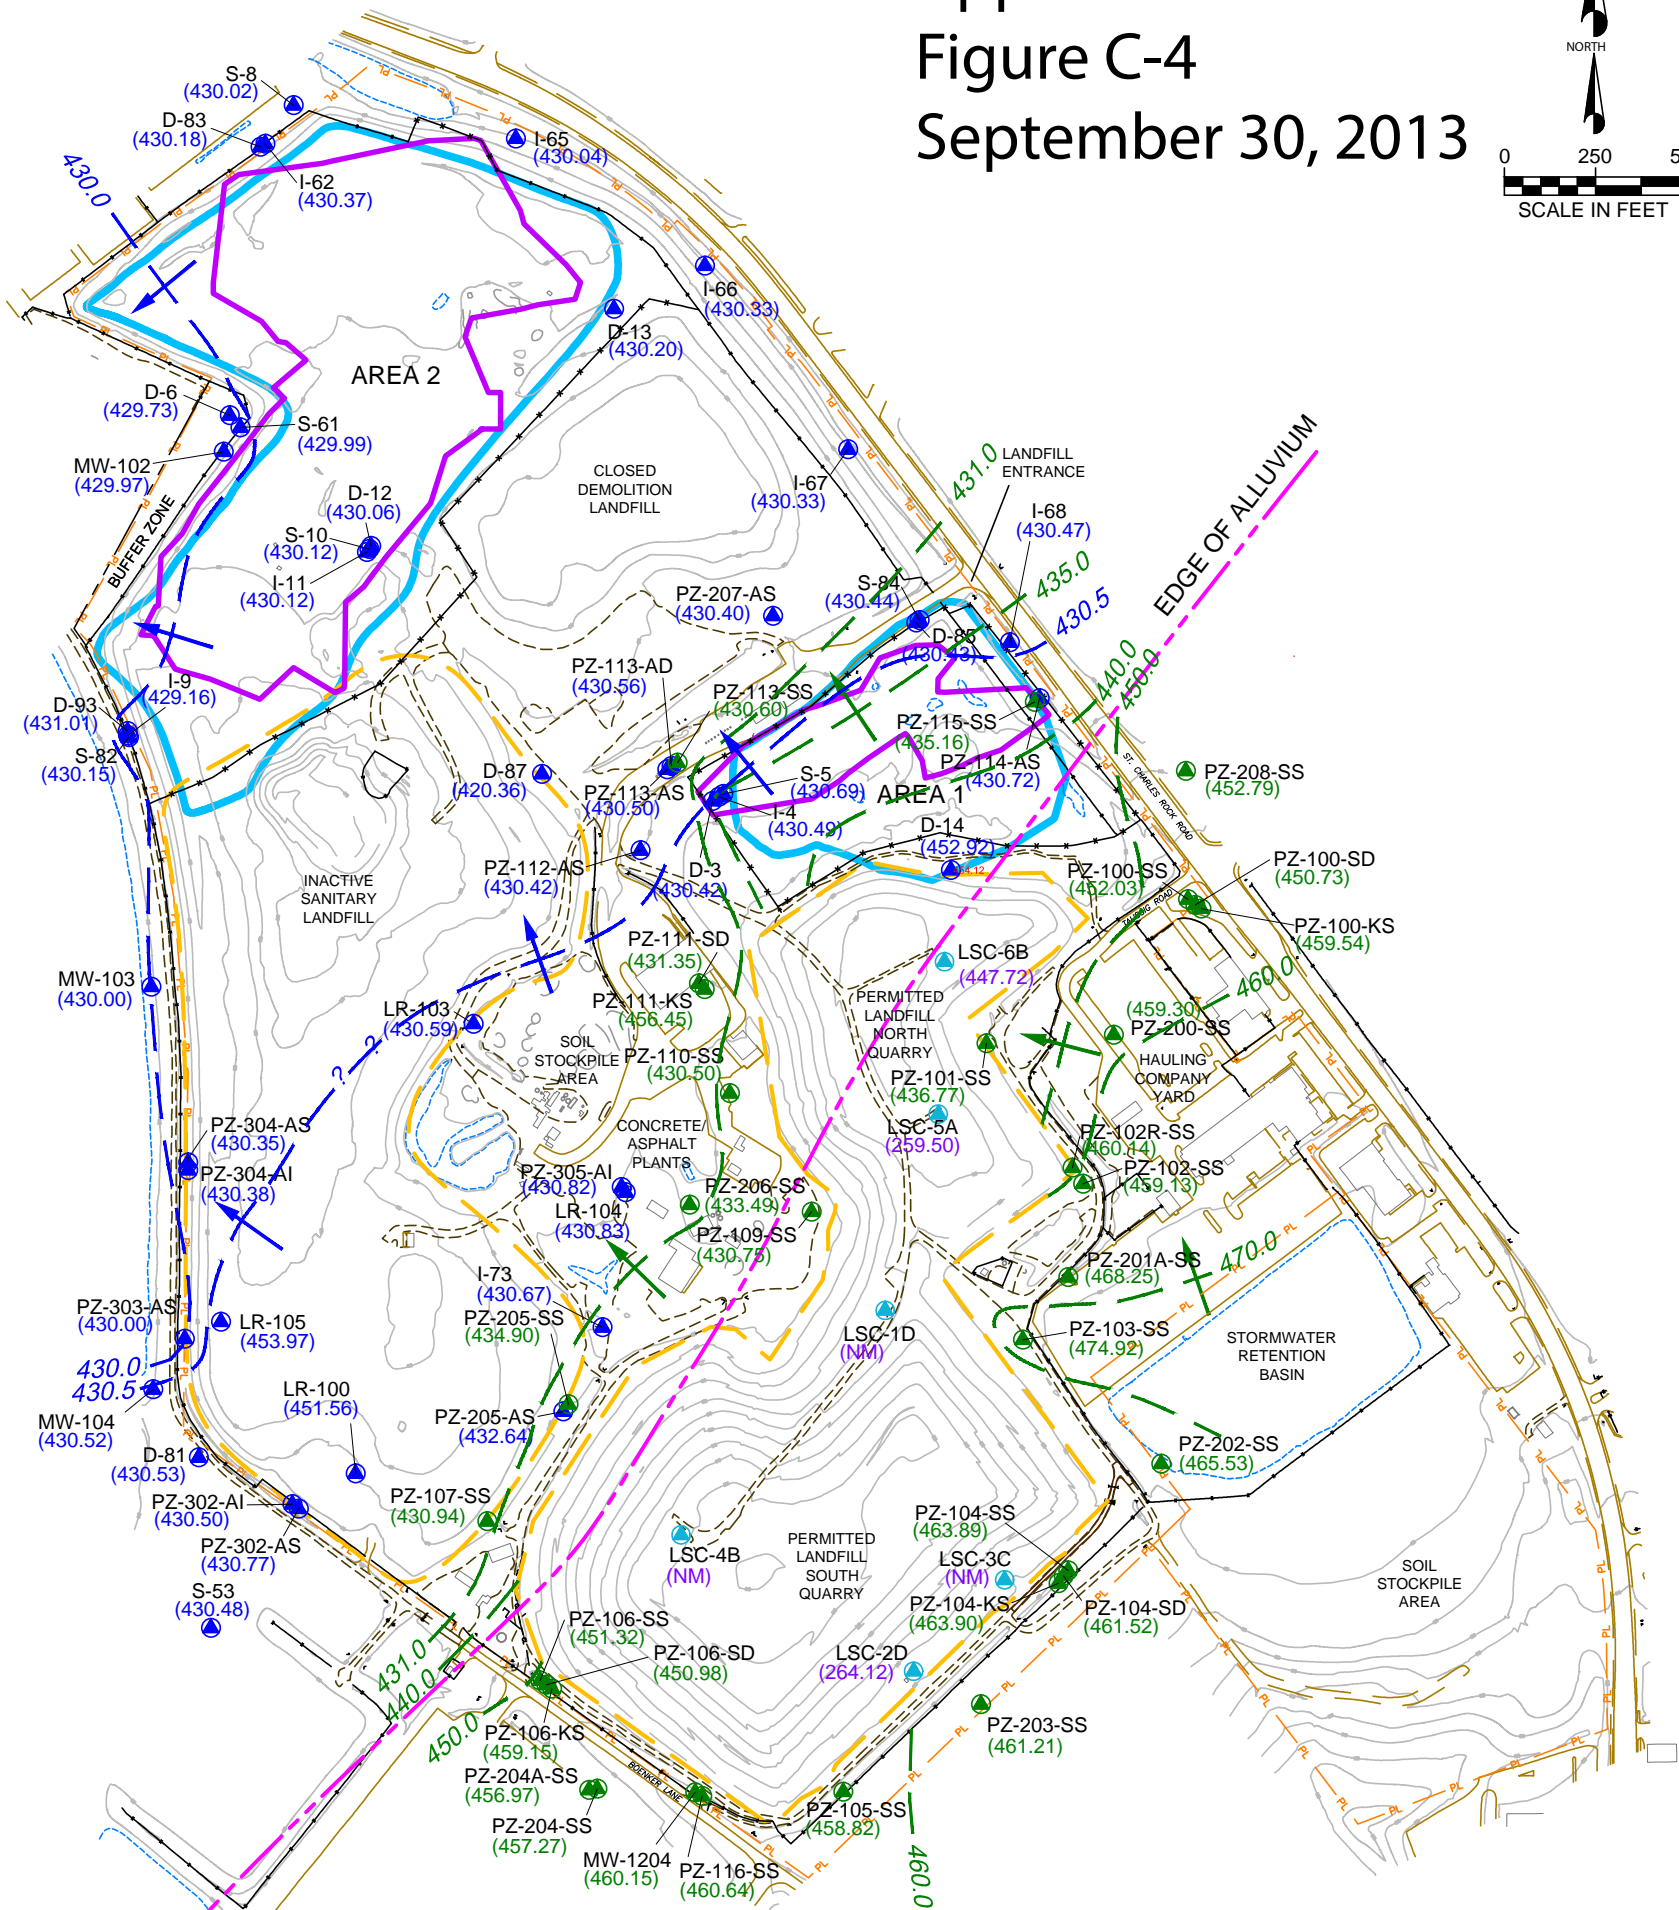 Figure C-4
September 30, 2013
NORTH
0 250
SCALE IN FEET
S-8
(430.02)
D-83
(430.18)
I-62
(430.37)
I-65
(430.04)
430.0
I-66
(430.33)
D-13
(430.20)
AREA 2
D-6
(429.73)
S-61
(429.99)
MW-102
(429.97)
BUFFER ZONE
D-12
(430.06)
S-10
(430.12)
I-11
(430.12)
CLOSED
DEMOLITION
LANDFILL
I-67
(430.33)
431.0
LANDFILL
ENTRANCE
I-68
(430.47)
435.0
430.5
EDGE OF ALLUVIUM
440.0
450.0
S-84
(430.44)
D-85
(430.43)
PZ-207-AS
(430.40)
PZ-113-AD
(430.56)
PZ-113-SS
(430.60)
PZ-115-SS
(435.16)
PZ-114-AS
(430.72)
I-9
(429.16)
D-93
(431.01)
S-82
(430.15)
D-87
(420.36)
PZ-113-AS
(430.50)
S-5
(430.69)
I-4
(430.49)
AREA 1
D-14
(452.92)
264.12
D-3
(430.42)
PZ-112-AS
(430.42)
ST. CHARLES ROCK ROAD
PZ-208-SS
(452.79)
PZ-100-SS
(452.03)
PZ-100-SD
(450.73)
PZ-100-KS
(459.54)
TAUSSIG ROAD
INACTIVE
SANITARY
LANDFILL
PZ-111-SD
(431.35)
PZ-111-KS
(456.45)
LSC-6B
(447.72)
PERMITTED
LANDFILL
NORTH
QUARRY
460.0
(459.30)
PZ-200-SS
HAULING
COMPANY
YARD
MW-103
(430.00)
LR-103
(430.59)
?
?
SOIL
STOCKPILE
AREA
PZ-110-SS
(430.50)
PZ-101-SS
(436.77)
LSC-5A
(259.50)
CONCRETE/
ASPHALT
PLANTS
PZ-304-AS
(430.35)
PZ-304-AI
(430.38)
PZ-305-AI
(430.82)
LR-104
(430.83)
PZ-206-SS
(433.49)
PZ-109-SS
(430.75)
PZ-102R-SS
(460.14)
PZ-102-SS
(459.13)
PZ-201A-SS
(468.25)
470.0
I-73
(430.67)
PZ-205-SS
(434.90)
PZ-303-AS
(430.00)
LR-105
(453.97)
430.0
430.5
LSC-1D
(NM)
PZ-103-SS
(474.92)
STORMWATER
RETENTION
BASIN
LR-100
(451.56)
MW-104
(430.52)
D-81
(430.53)
PZ-205-AS
(432.64)
PZ-202-SS
(465.53)
PZ-302-AI
(430.50)
PZ-302-AS
(430.77)
PZ-107-SS
(430.94)
LSC-4B
(NM)
PERMITTED
LANDFILL
SOUTH
QUARRY
PZ-104-SS
(463.89)
LSC-3C
(NM)
PZ-104-KS
(463.90)
PZ-104-SD
(461.52)
SOIL
STOCKPILE
AREA
S-53
(430.48)
PZ-106-SS
(451.32)
PZ-106-SD
(450.98)
LSC-2D
(264.12)
431.0
440.0
450.0
PZ-106-KS
(459.15)
PZ-203-SS
(461.21)
PZ-204A-SS
(456.97)
BOENKER LANE
PZ-204-SS
(457.27)
PZ-105-SS
(458.82)
MW-1204
(460.15)
PZ-116-SS
(460.64)
460.0